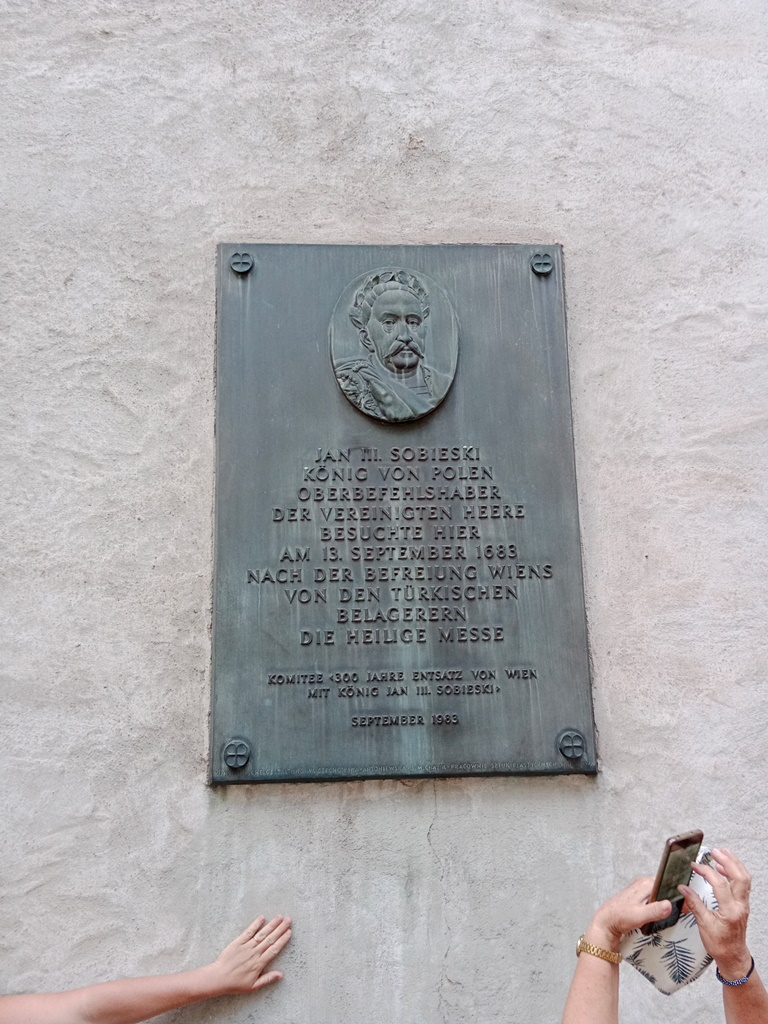 JAN III. SOBIESKI
KÖNIG VON POLEN
OBERBEFEHLSHABER
DER VEREINIGTEN HEERE
BESUCHTE HIER
AM 13. SEPTEMBER 1683
NACH DER BEFREIUNG WIENS
VON DEN TÜRKISCHEN
BELAGERERN
DIE HEILIGE MESSE
KOMITEE «300 JAHRE ENTSATZ VON WIEN
MIT KÖNIG JAN III. SOBIESKI»
SEPTEMBER 1983